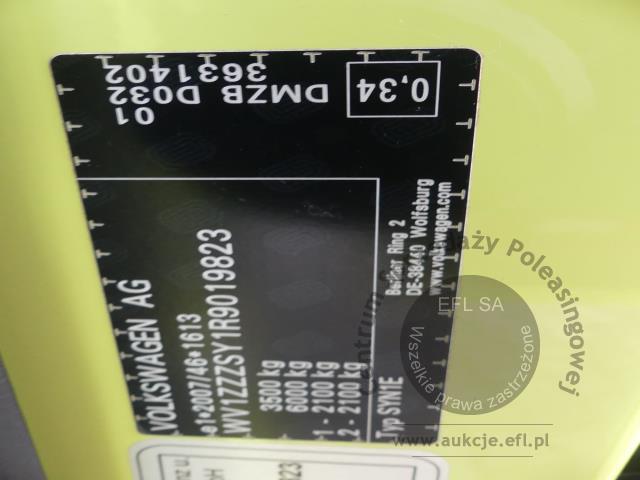 VOLKSWAGEN AG
e1*2007/46*1613
WV1ZZZSY1R9019823
3500 kg
6000 kg
1 - 2100 kg
2 - 2100 kg
Typ SYN1E
Berliner Ring 2
DE-38440 Wolfsburg
www.volkswagen.com
01
DMZB D032
3631402
0,34
Poleasingowej
EFL SA
Wszelkie prawa zastrzeżone
www.aukcje.efl.pl